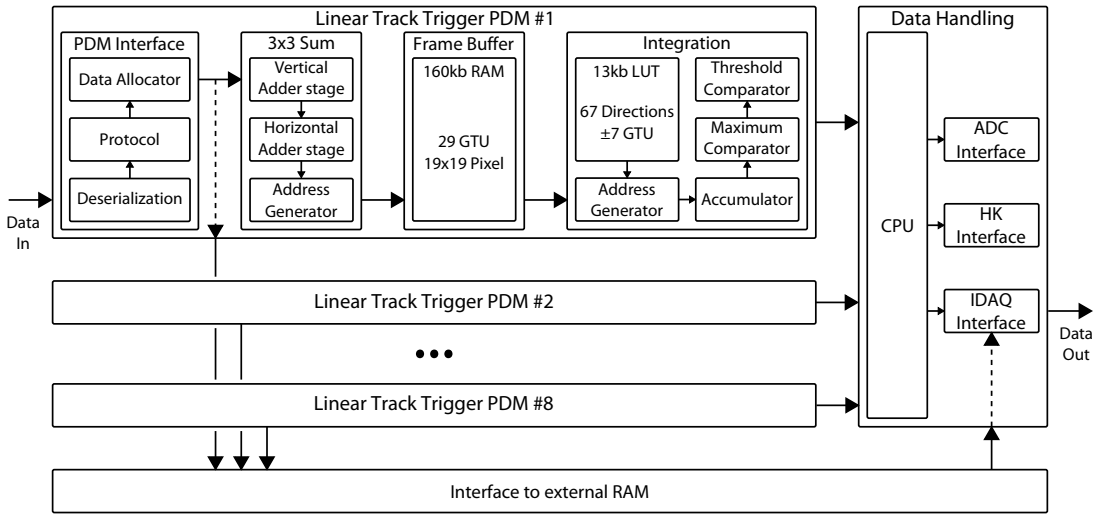 Linear Track Trigger PDM #1
Data Handling
PDM Interface
3x3 Sum
Frame Buffer
Integration
Data Allocator
Protocol
Deserialization
Vertical
Adder stage
Horizontal
Adder stage
Address
Generator
160kb RAM
29 GTU
19x19 Pixel
13kb LUT
67 Directions
±7 GTU
Address
Generator
Threshold
Comparator
Maximum
Comparator
Accumulator
Data
In
CPU
ADC
Interface
HK
Interface
IDAQ
Interface
Data
Out
Linear Track Trigger PDM #2
•••
Linear Track Trigger PDM #8
Interface to external RAM